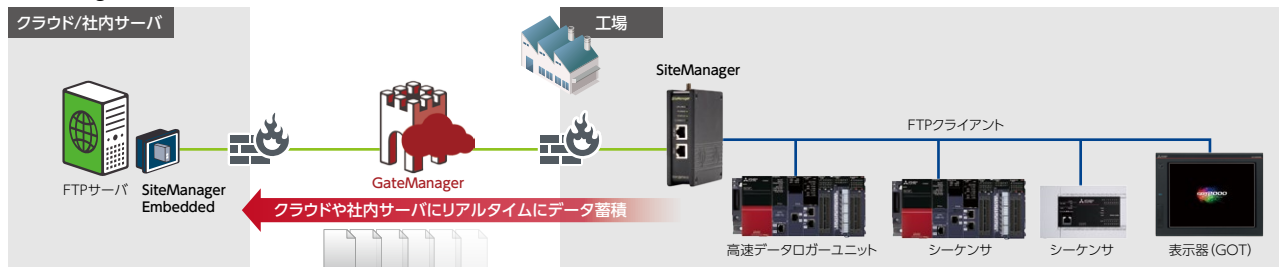 クラウド/社内サーバ
工場
SiteManager
FTPクライアント
FTPサーバ
SiteManager
Embedded
GateManager
クラウドや社内サーバにリアルタイムにデータ蓄積
高速データロガーユニット
シーケンサ
シーケンサ
表示器(GOT)